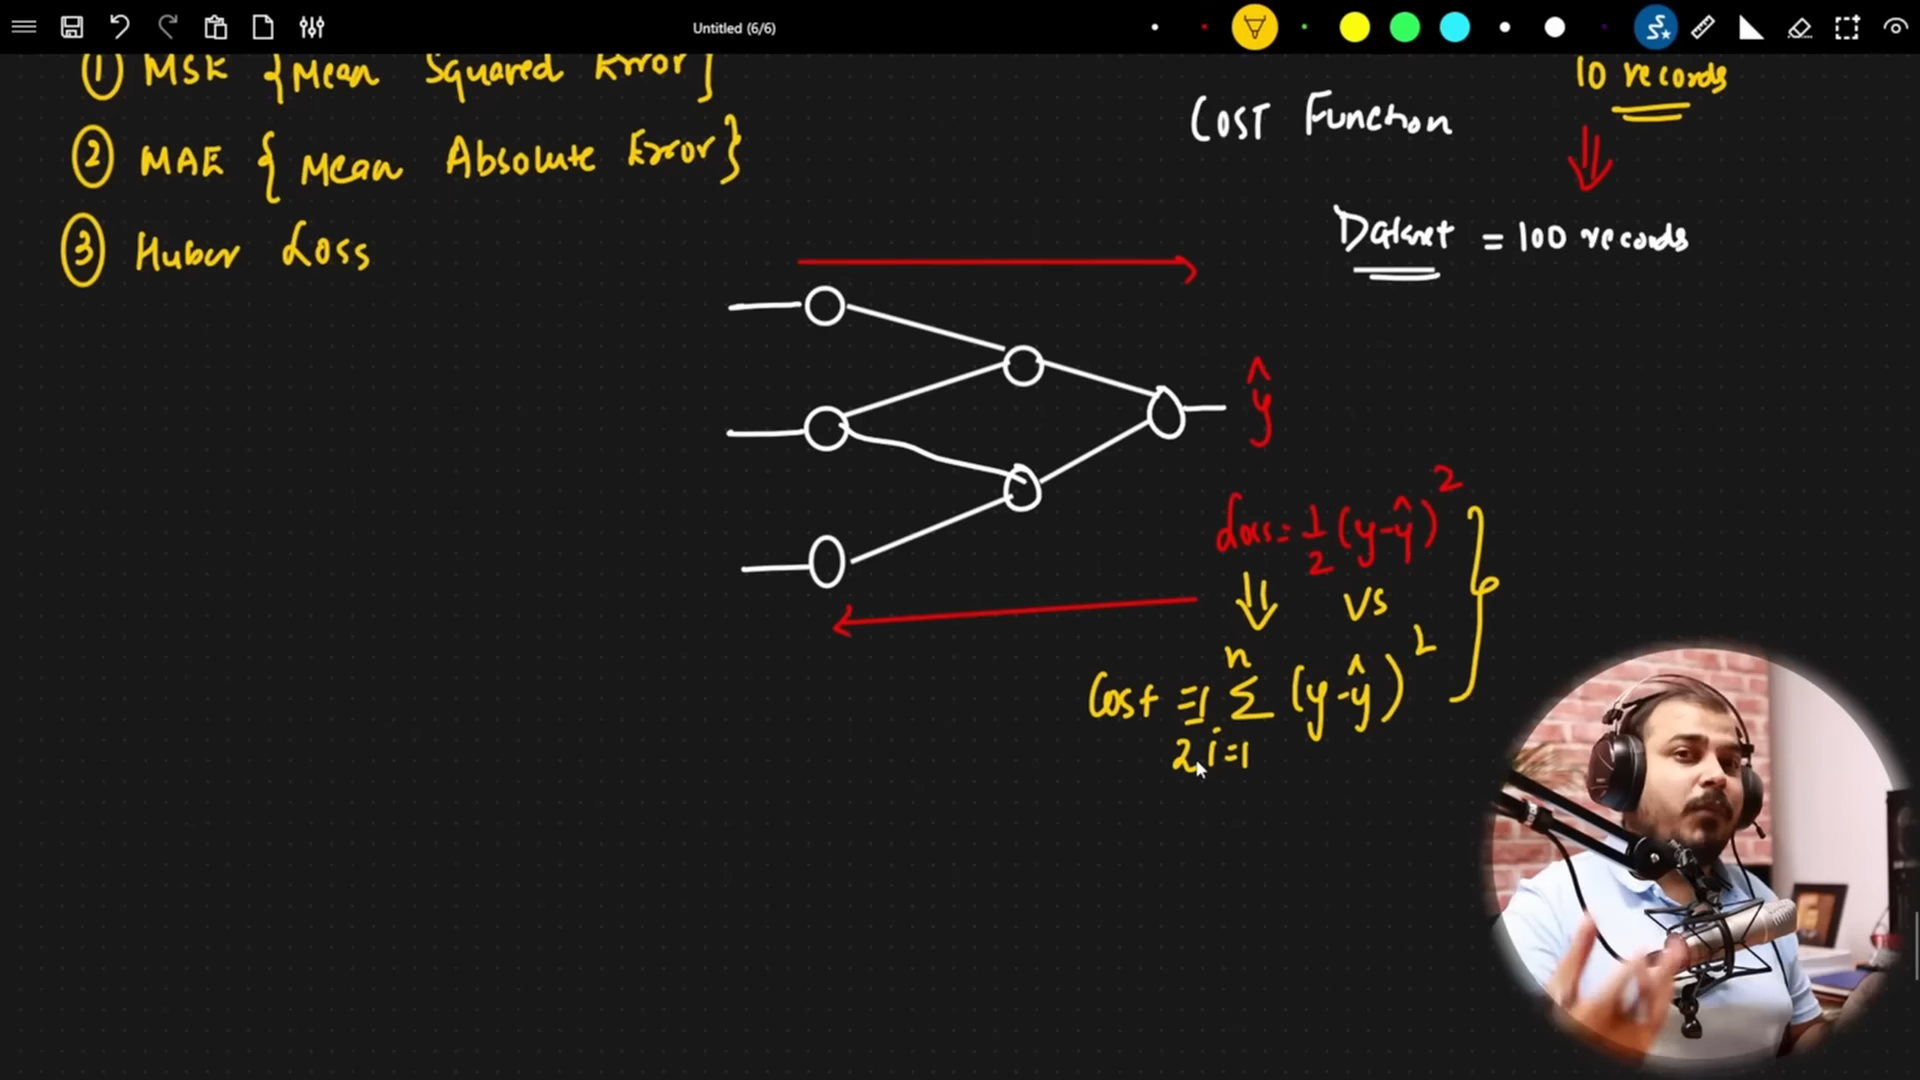 Untitled (6/6)
① MSE {Mean Squared Error}
② MAE {Mean Absolute Error}
③ Huber Loss
10 records
COST Function
Dataset = 100 records
ŷ
Loss = 1/2 (y-ŷ)²
vs
Cost = 1/2 Σ (y-ŷ)²
n
i=1